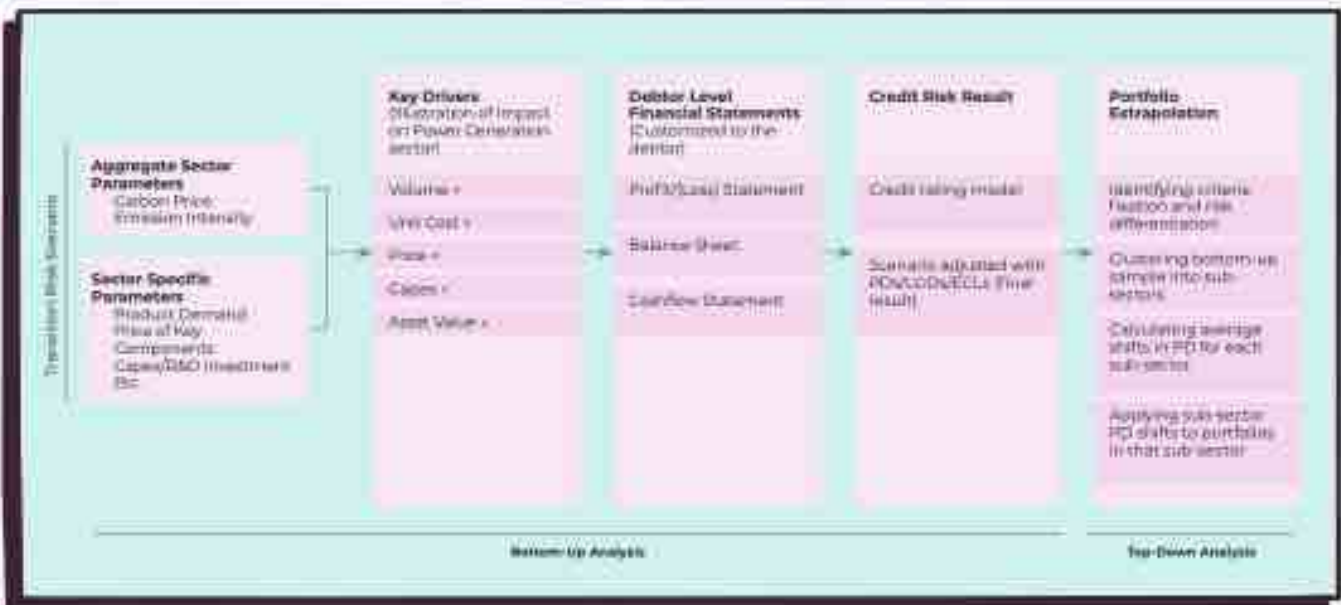 Transition Risk Scenario
Aggregate Sector
Parameters
Carbon Price
Emission Intensity
Sector Specific
Parameters
Product Demand
Price of Key
Components
Capex/R&D Investment
Etc
Key Drivers
(Illustration of impact
on Power Generation
sector)
Volume
Unit Cost
Price
Capex
Asset Value
Debtor Level
Financial Statements
(Customized to the
debtor)
Profit/(Loss) Statement
Balance Sheet
Cashflow Statement
Credit Risk Result
Credit rating model
Scenario adjusted with
PDs/LGDs/ECLs (final
result)
Portfolio
Extrapolation
Identifying criteria
and risk
differentiation
Clustering bottom-up
sample into sub-
sectors
Calculating average
shifts in PD for each
sub-sector
Applying sub-sector
PD shifts to portfolios
in that sub-sector
Bottom-Up Analysis
Top-Down Analysis